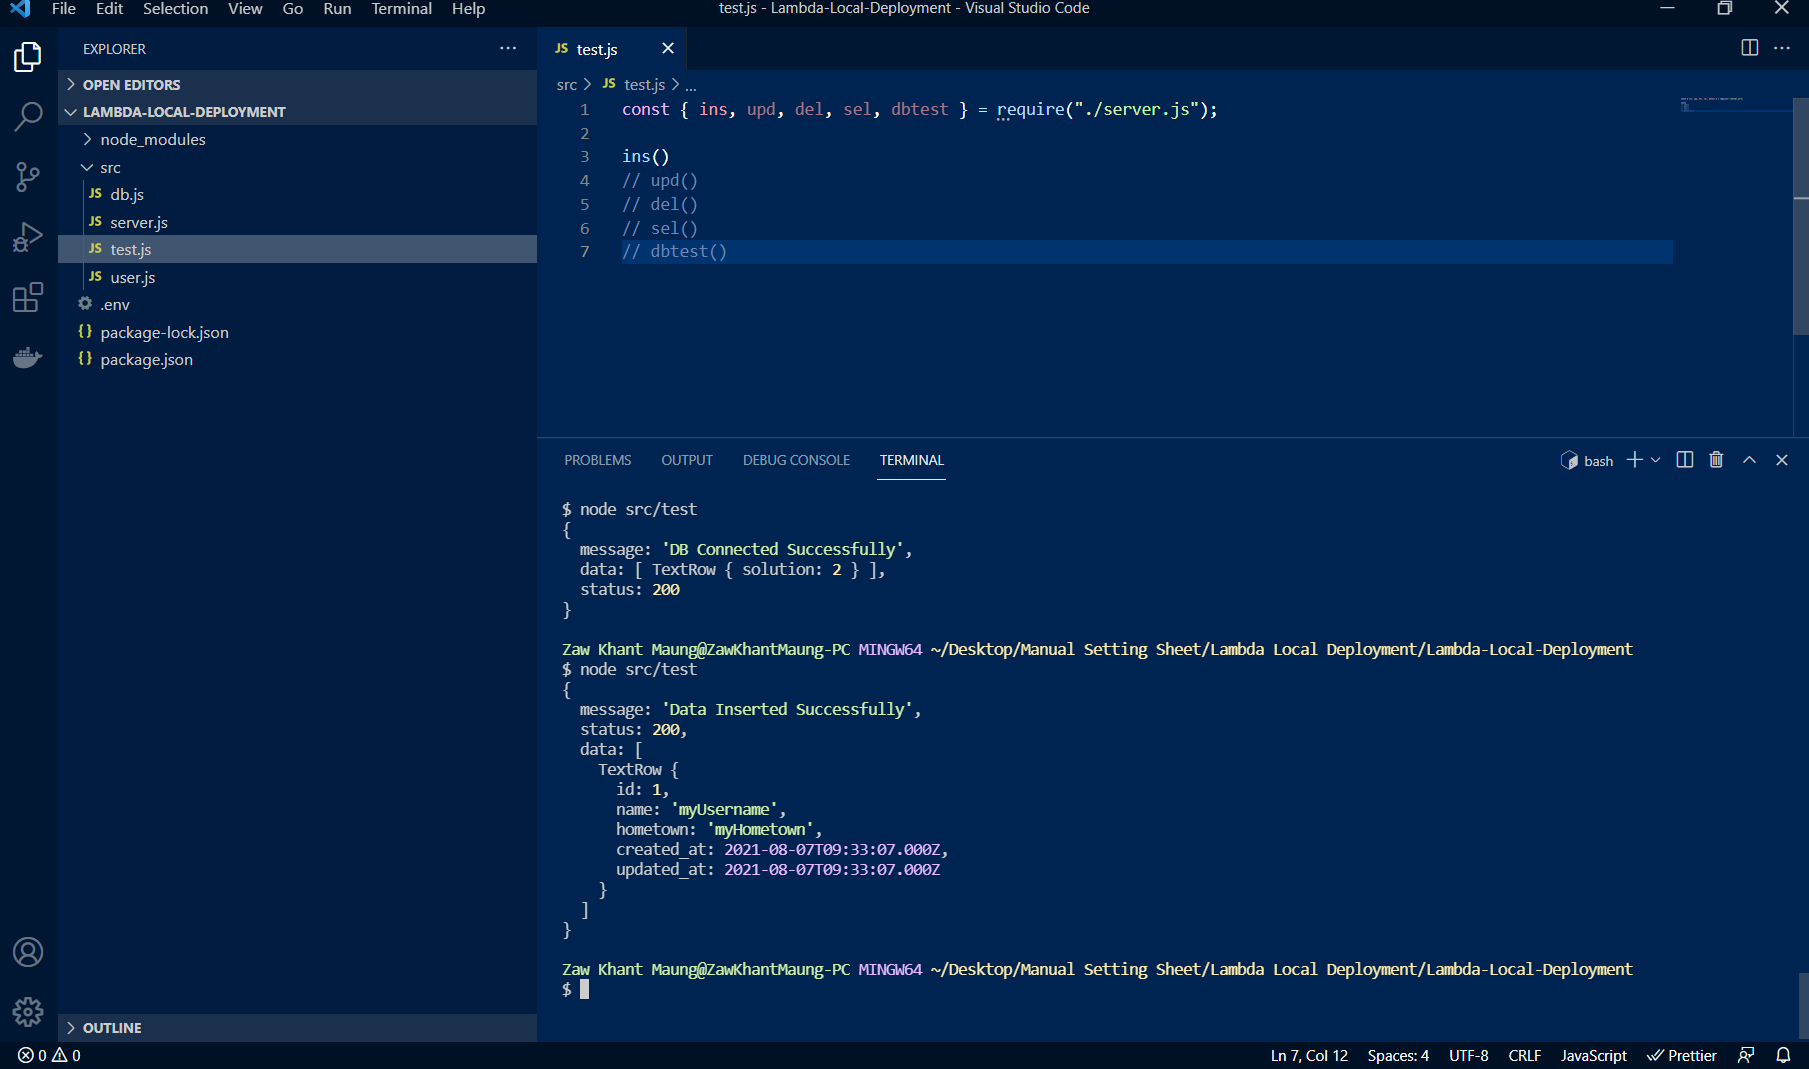 File Edit Selection View Go Run Terminal Help
test.js - Lambda-Local-Deployment - Visual Studio Code
EXPLORER
OPEN EDITORS
LAMBDA-LOCAL-DEPLOYMENT
node_modules
src
JS db.js
JS server.js
JS test.js
JS user.js
.env
{} package-lock.json
{} package.json
OUTLINE
JS test.js
src > JS test.js > ...
1 const { ins, upd, del, sel, dbtest } = require("./server.js");
2
3 ins()
4 // upd()
5 // del()
6 // sel()
7 // dbtest()
PROBLEMS OUTPUT DEBUG CONSOLE TERMINAL
bash
$ node src/test
{
  message: 'DB Connected Successfully',
  data: [ TextRow { solution: 2 } ],
  status: 200
}
Zaw Khant Maung@ZawKhantMaung-PC MINGW64 ~/Desktop/Manual Setting Sheet/Lambda Local Deployment/Lambda-Local-Deployment
$ node src/test
{
  message: 'Data Inserted Successfully',
  status: 200,
  data: [
    TextRow {
      id: 1,
      name: 'myUsername',
      hometown: 'myHometown',
      created_at: 2021-08-07T09:33:07.000Z,
      updated_at: 2021-08-07T09:33:07.000Z
    }
  ]
}
Zaw Khant Maung@ZawKhantMaung-PC MINGW64 ~/Desktop/Manual Setting Sheet/Lambda Local Deployment/Lambda-Local-Deployment
$
0 0
Ln 7, Col 12 Spaces: 4 UTF-8 CRLF JavaScript Prettier